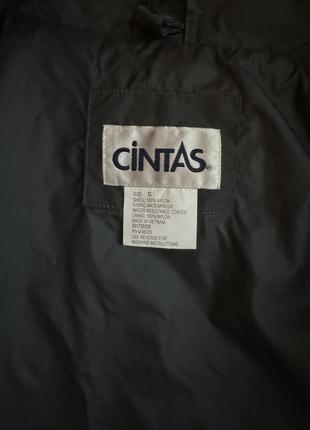 CiNTAS®
SIZE: S
SHELL: 100% NYLON
FABRIC WATERPROOF
WATER RESISTANCE COATED
LINING: 100% NYLON
MADE IN VIETNAM
SEE REVERSE FOR
WASHING INSTRUCTIONS